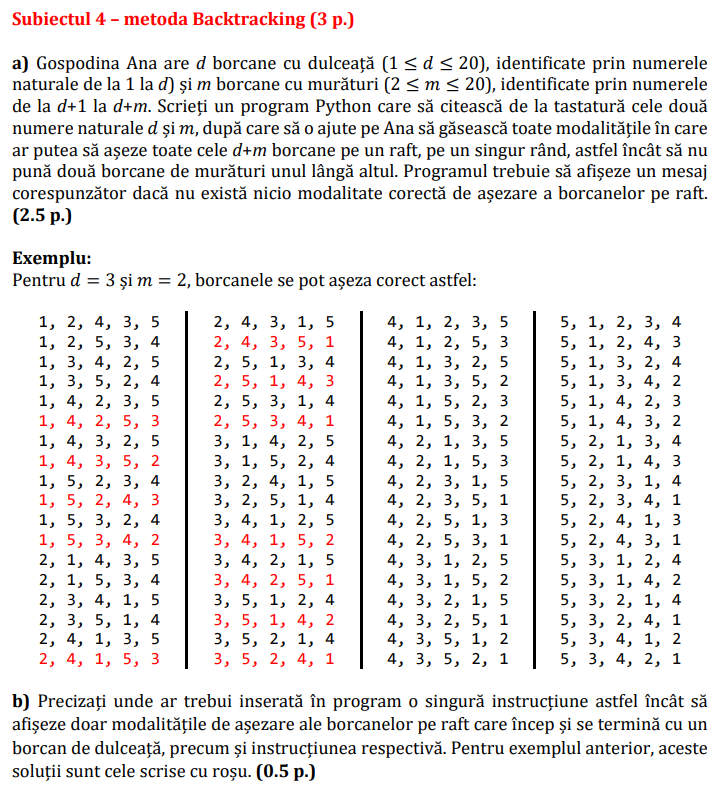 Subiectul 4 – metoda Backtracking (3 p.)
a) Gospodina Ana are d borcane cu dulceață (1 ≤ d ≤ 20), identificate prin numerele
naturale de la 1 la d) și m borcane cu murături (2 ≤ m ≤ 20), identificate prin numerele
de la d+1 la d+m. Scrieți un program Python care să citească de la tastatură cele două
numere naturale d și m, după care să o ajute pe Ana să găsească toate modalitățile în care
ar putea să așeze toate cele d+m borcane pe un raft, pe un singur rând, astfel încât să nu
pună două borcane de murături unul lângă altul. Programul trebuie să afișeze un mesaj
corespunzător dacă nu există nicio modalitate corectă de așezare a borcanelor pe raft.
(2.5 p.)
Exemplu:
Pentru d = 3 și m = 2, borcanele se pot așeza corect astfel:
1, 2, 4, 3, 5 2, 4, 3, 1, 5 4, 1, 2, 3, 5 5, 1, 2, 3, 4
1, 2, 5, 3, 4 2, 4, 3, 5, 1 4, 1, 2, 5, 3 5, 1, 2, 4, 3
1, 3, 4, 2, 5 2, 5, 1, 3, 4 4, 1, 3, 2, 5 5, 1, 3, 2, 4
1, 3, 5, 2, 4 2, 5, 1, 4, 3 4, 1, 3, 5, 2 5, 1, 3, 4, 2
1, 4, 2, 3, 5 2, 5, 3, 1, 4 4, 1, 5, 2, 3 5, 1, 4, 2, 3
1, 4, 2, 5, 3 2, 5, 3, 4, 1 4, 1, 5, 3, 2 5, 1, 4, 3, 2
1, 4, 3, 2, 5 3, 1, 4, 2, 5 4, 2, 1, 3, 5 5, 2, 1, 3, 4
1, 4, 3, 5, 2 3, 1, 5, 2, 4 4, 2, 1, 5, 3 5, 2, 1, 4, 3
1, 5, 2, 3, 4 3, 2, 4, 1, 5 4, 2, 3, 1, 5 5, 2, 3, 1, 4
1, 5, 2, 4, 3 3, 2, 5, 1, 4 4, 2, 3, 5, 1 5, 2, 3, 4, 1
1, 5, 3, 2, 4 3, 4, 1, 2, 5 4, 2, 5, 1, 3 5, 2, 4, 1, 3
1, 5, 3, 4, 2 3, 4, 1, 5, 2 4, 2, 5, 3, 1 5, 2, 4, 3, 1
2, 1, 4, 3, 5 3, 4, 2, 1, 5 4, 3, 1, 2, 5 5, 3, 1, 2, 4
2, 1, 5, 3, 4 3, 4, 2, 5, 1 4, 3, 1, 5, 2 5, 3, 1, 4, 2
2, 3, 4, 1, 5 3, 5, 1, 2, 4 4, 3, 2, 1, 5 5, 3, 2, 1, 4
2, 3, 5, 1, 4 3, 5, 1, 4, 2 4, 3, 2, 5, 1 5, 3, 2, 4, 1
2, 4, 1, 3, 5 3, 5, 2, 1, 4 4, 3, 5, 1, 2 5, 3, 4, 1, 2
2, 4, 1, 5, 3 3, 5, 2, 4, 1 4, 3, 5, 2, 1 5, 3, 4, 2, 1
b) Precizați unde ar trebui inserată în program o singură instrucțiune astfel încât să
afișeze doar modalitățile de așezare ale borcanelor pe raft care încep și se termină cu un
borcan de dulceață, precum și instrucțiunea respectivă. Pentru exemplul anterior, aceste
soluții sunt cele scrise cu roșu. (0.5 p.)